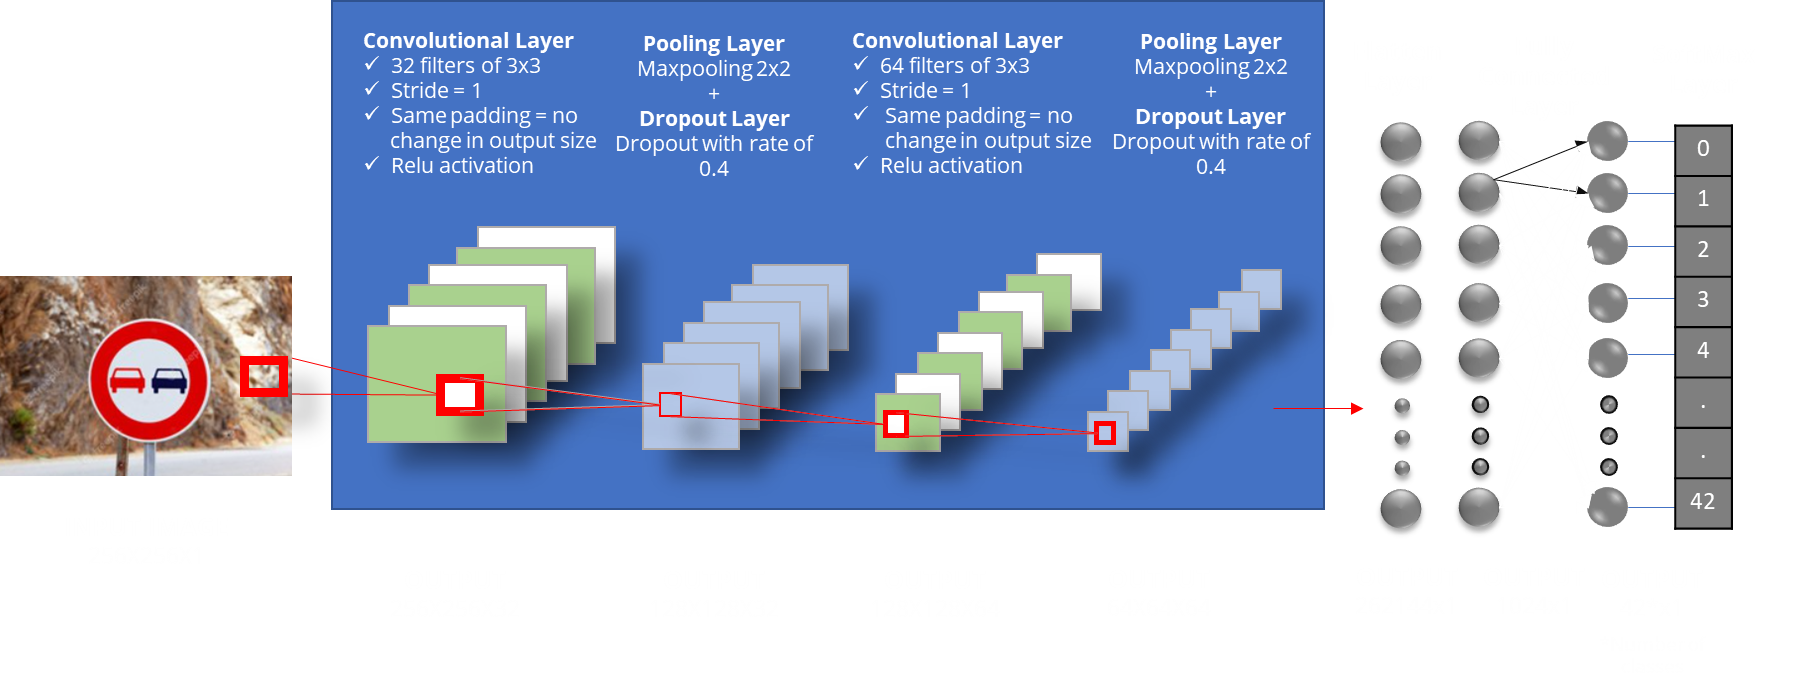 Convolutional Layer
✓ 32 filters of 3x3
✓ Stride = 1
✓ Same padding = no
change in output size
✓ Relu activation
Pooling Layer
Maxpooling 2x2
+
Dropout Layer
Dropout with rate of
0.4
Convolutional Layer
✓ 64 filters of 3x3
✓ Stride = 1
✓ Same padding = no
change in output size
✓ Relu activation
Pooling Layer
Maxpooling 2x2
+
Dropout Layer
Dropout with rate of
0.4
0
1
2
3
4
.
.
42